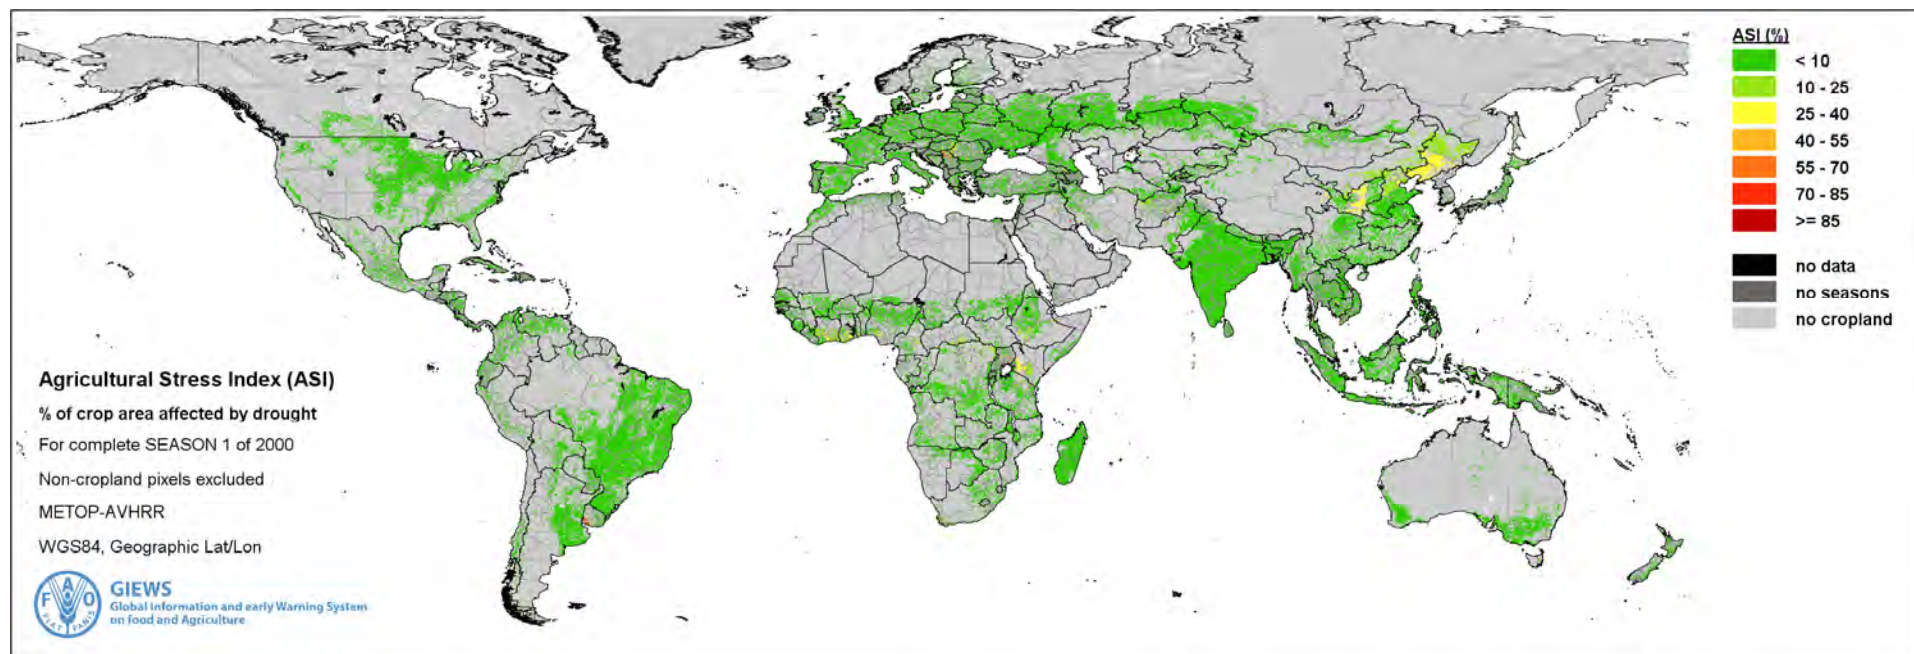 ASI (%)
< 10
10 - 25
25 - 40
40 - 55
55 - 70
70 - 85
>= 85
no data
no seasons
no cropland
Agricultural Stress Index (ASI)
% of crop area affected by drought
For complete SEASON 1 of 2000
Non-cropland pixels excluded
METOP-AVHRR
WGS84, Geographic Lat/Lon
F A O
FIAT PANIS
GIEWS
Global Information and early Warning System
on food and Agriculture